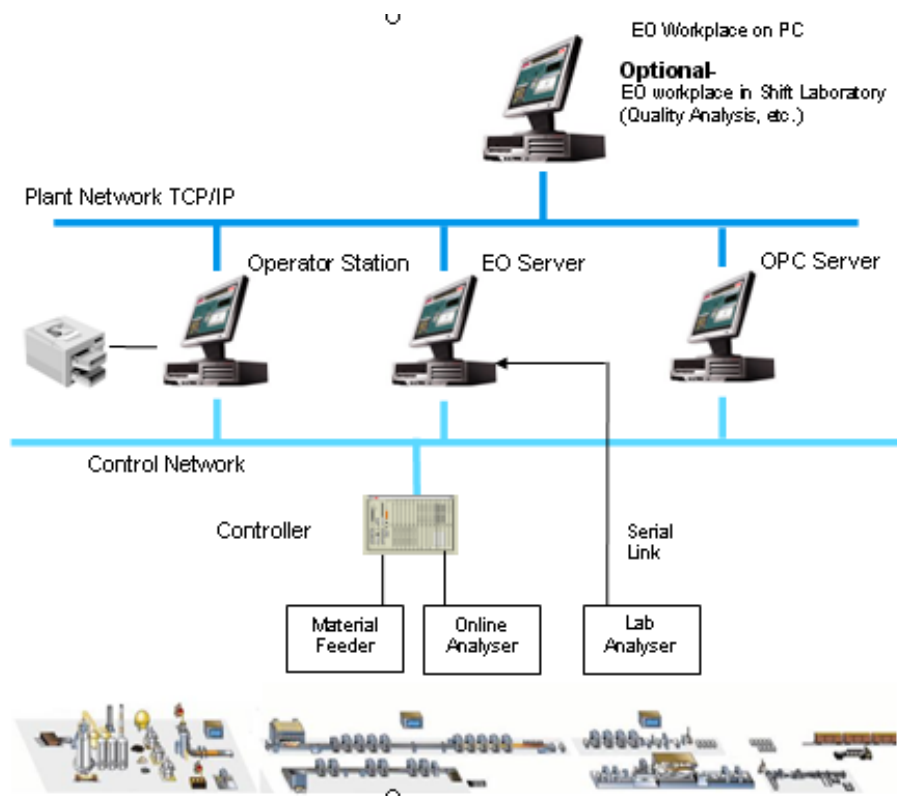 EO Workplace on PC
Optional-
EO workplace in Shift Laboratory
(Quality Analysis, etc.)
Plant Network TCP/IP
Operator Station
EO Server
OPC Server
Control Network
Controller
Serial
Link
Material
Feeder
Online
Analyser
Lab
Analyser